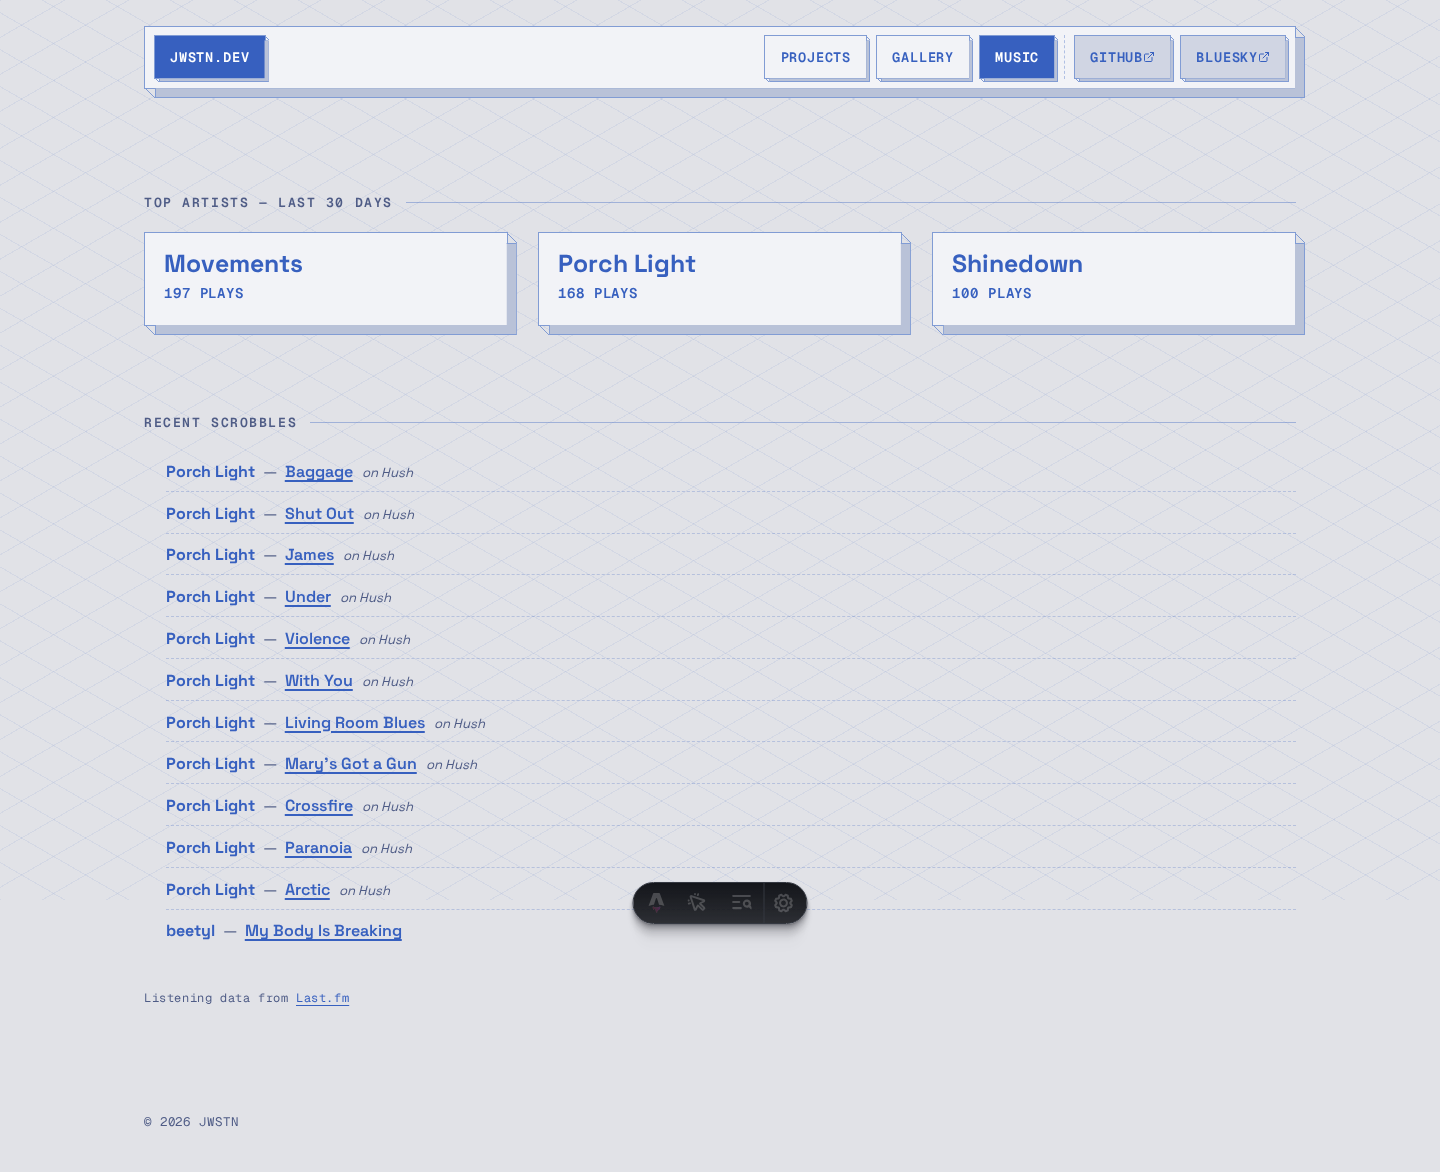 JWSTN.DEV PROJECTS GALLERY MUSIC GITHUB BLUESKY
TOP ARTISTS — LAST 30 DAYS
Movements
197 PLAYS
Porch Light
168 PLAYS
Shinedown
100 PLAYS
RECENT SCROBBLES
Porch Light — Baggage on Hush
Porch Light — Shut Out on Hush
Porch Light — James on Hush
Porch Light — Under on Hush
Porch Light — Violence on Hush
Porch Light — With You on Hush
Porch Light — Living Room Blues on Hush
Porch Light — Mary’s Got a Gun on Hush
Porch Light — Crossfire on Hush
Porch Light — Paranoia on Hush
Porch Light — Arctic on Hush
beetyl — My Body Is Breaking
Listening data from Last.fm
© 2026 JWSTN